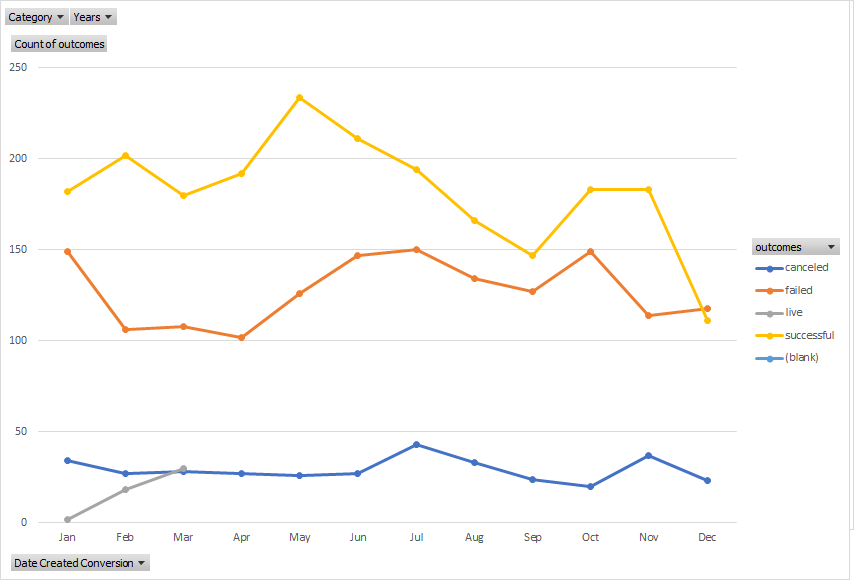 Category Years
Count of outcomes
250
200
150
100
50
0
Jan Feb Mar Apr May Jun Jul Aug Sep Oct Nov Dec
outcomes
canceled
failed
live
successful
(blank)
Date Created Conversion